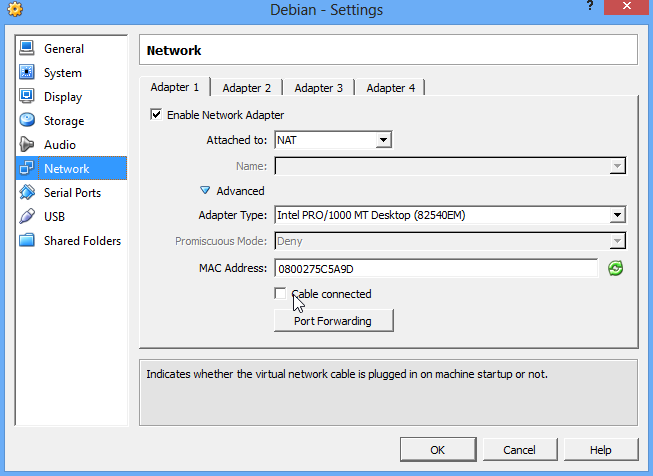 Debian - Settings
?
General
System
Display
Storage
Audio
Network
Serial Ports
USB
Shared Folders
Network
Adapter 1 Adapter 2 Adapter 3 Adapter 4
Enable Network Adapter
Attached to: NAT
Name:
Advanced
Adapter Type: Intel PRO/1000 MT Desktop (82540EM)
Promiscuous Mode: Deny
MAC Address: 0800275C5A9D
Cable connected
Port Forwarding
Indicates whether the virtual network cable is plugged in on machine startup or not.
OK Cancel Help